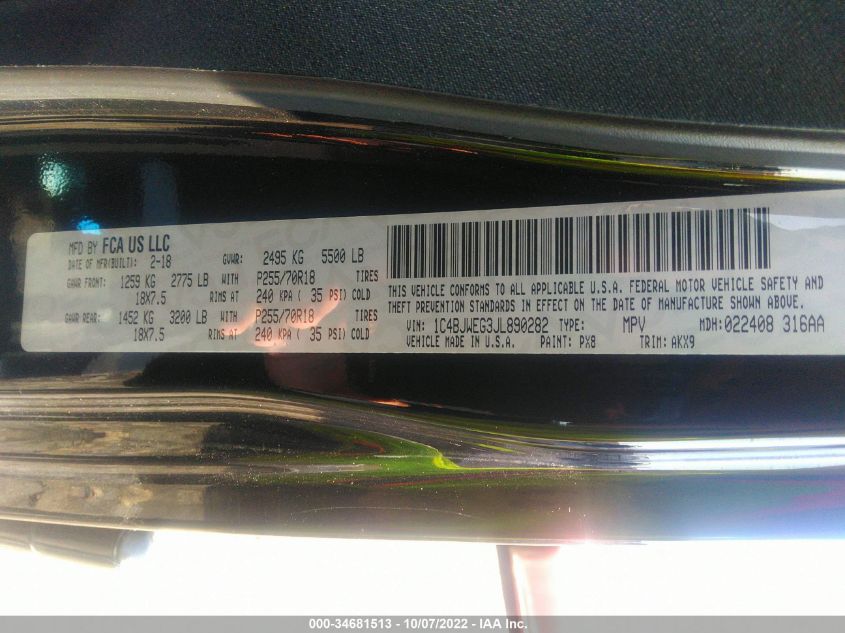 MFD BY FCA US LLC
DATE OF MFR(BUILT): 2-18 GVWR: 2495 KG 5500 LB
GAWR FRONT: 1259 KG 2775 LB WITH P255/70R18 TIRES
18X7.5 RIMS AT 240 KPA ( 35 PSI) COLD
GAWR REAR: 1452 KG 3200 LB WITH P255/70R18 TIRES
18X7.5 RIMS AT 240 KPA ( 35 PSI) COLD
THIS VEHICLE CONFORMS TO ALL APPLICABLE U.S.A. FEDERAL MOTOR VEHICLE SAFETY AND
THEFT PREVENTION STANDARDS IN EFFECT ON THE DATE OF MANUFACTURE SHOWN ABOVE.
VIN: 1C4BJWEG3JL890282 TYPE: MPV MDH: 022408 316AA
VEHICLE MADE IN U.S.A. PAINT: PX8 TRIM: AKX9
000-34681513 - 10/07/2022 - IAA Inc.